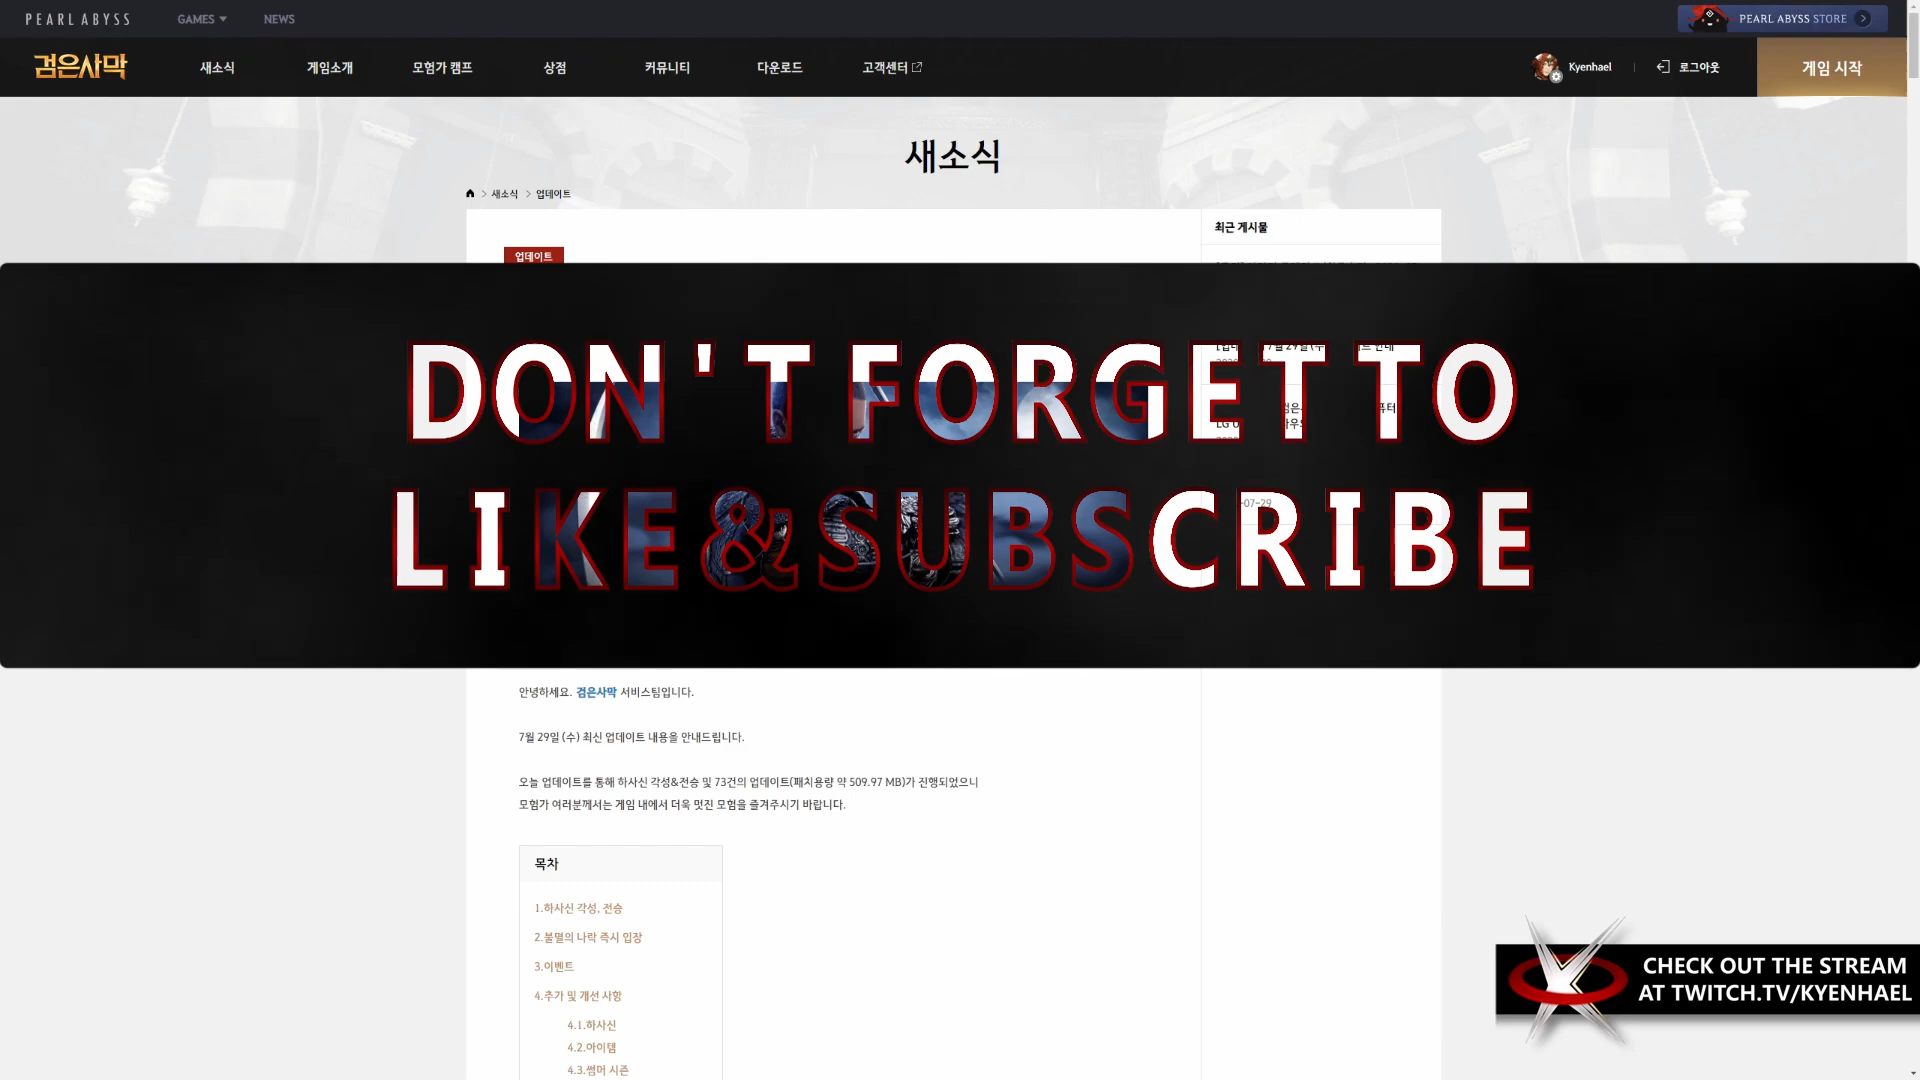 PEARL ABYSS GAMES NEWS PEARL ABYSS STORE
검은사막 새소식 게임소개 모험가 캠프 상점 커뮤니티 다운로드 고객센터 Kyenhael 로그아웃 게임 시작
새소식
새소식 > 업데이트
최근 게시물
업데이트
DON'T FORGET TO
LIKE & SUBSCRIBE
-07-29
안녕하세요. 검은사막 서비스팀입니다.
7월 29일 (수) 최신 업데이트 내용을 안내드립니다.
오늘 업데이트를 통해 하사신 각성&전승 및 73건의 업데이트(패치용량 약 509.97 MB)가 진행되었으니
모험가 여러분께서는 게임 내에서 더욱 멋진 모험을 즐겨주시기 바랍니다.
목차
1.하사신 각성, 전승
2.불멸의 나락 즉시 입장
3.이벤트
4.추가 및 개선 사항
4.1.하사신
4.2.아이템
4.3.썸머 시즌
CHECK OUT THE STREAM
AT TWITCH.TV/KYENHAEL